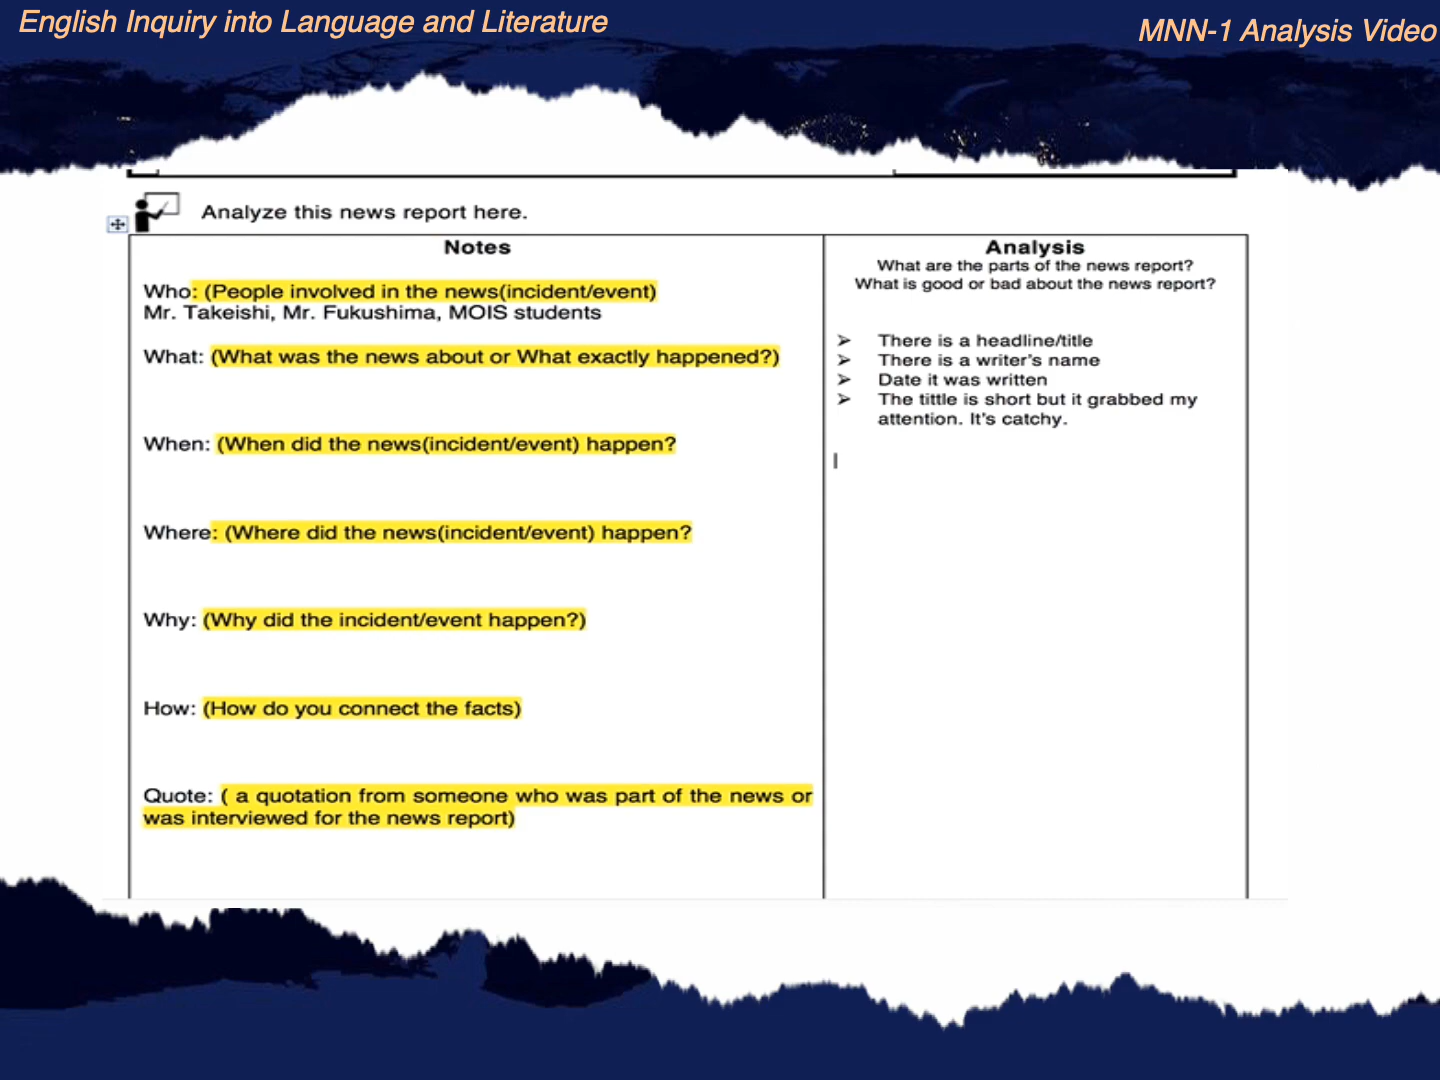 English Inquiry into Language and Literature
MNN-1 Analysis Video
Analyze this news report here.
Notes
Who: (People involved in the news(incident/event)
Mr. Takeishi, Mr. Fukushima, MOIS students
What: (What was the news about or What exactly happened?)
When: (When did the news(incident/event) happen?
Where: (Where did the news(incident/event) happen?
Why: (Why did the incident/event happen?)
How: (How do you connect the facts)
Quote: ( a quotation from someone who was part of the news or
was interviewed for the news report)
Analysis
What are the parts of the news report?
What is good or bad about the news report?
➢ There is a headline/title
➢ There is a writer's name
➢ Date it was written
➢ The tittle is short but it grabbed my
attention. It's catchy.